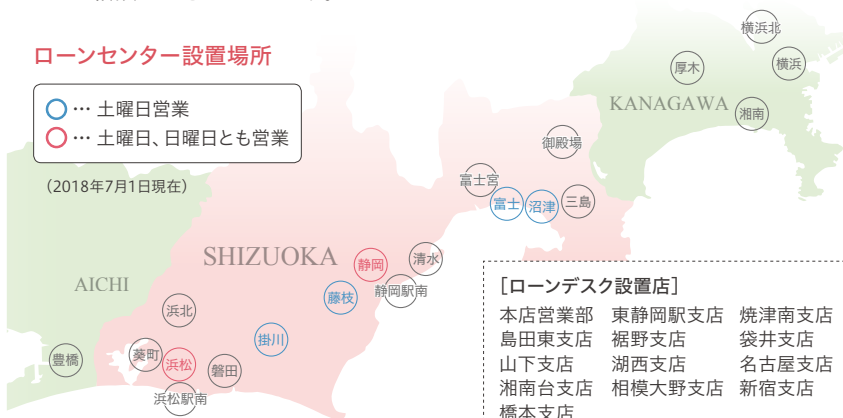 ローンセンター設置場所
… 土曜日営業
… 土曜日、日曜日とも営業
（2018年7月1日現在）
横浜北
厚木
横浜
KANAGAWA
湘南
御殿場
富士宮
富士
沼津
三島
SHIZUOKA
静岡
清水
静岡駅南
藤枝
AICHI
浜北
掛川
豊橋
葵町
浜松
磐田
浜松駅南
［ローンデスク設置店］
本店営業部 東静岡駅支店 焼津南支店
島田東支店 裾野支店 袋井支店
山下支店 湖西支店 名古屋支店
湘南台支店 相模大野支店 新宿支店
橋本支店